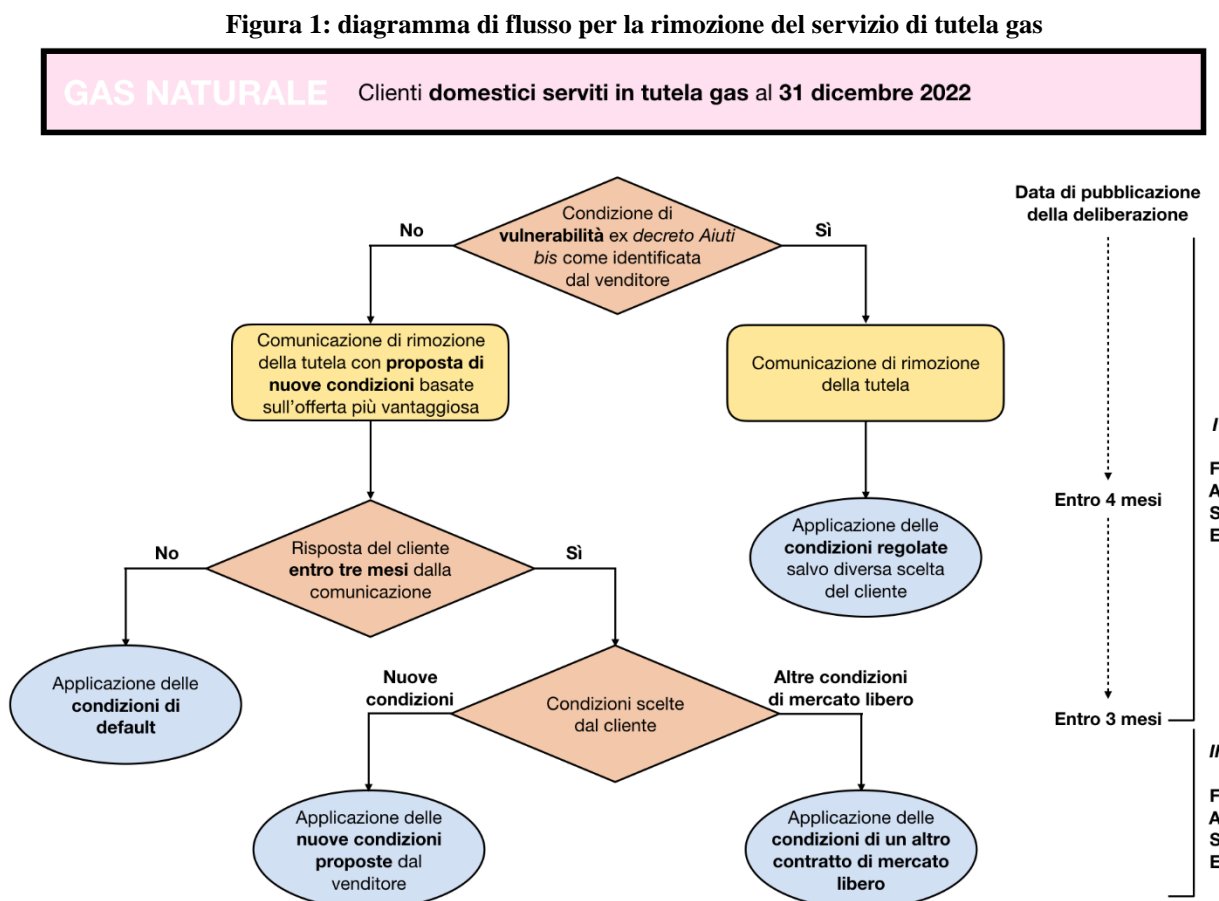 Figura 1: diagramma di flusso per la rimozione del servizio di tutela gas
GAS NATURALE Clienti domestici serviti in tutela gas al 31 dicembre 2022
Data di pubblicazione
della deliberazione
Condizione di
vulnerabilità ex decreto Aiuti
bis come identificata
dal venditore
No
Sì
Comunicazione di rimozione
della tutela con proposta di
nuove condizioni basate
sull'offerta più vantaggiosa
Comunicazione di rimozione
della tutela
I
F
A
S
E
Entro 4 mesi
Applicazione delle
condizioni regolate
salvo diversa scelta
del cliente
Risposta del cliente
entro tre mesi dalla
comunicazione
No
Sì
Applicazione delle
condizioni di
default
Nuove
condizioni
Condizioni scelte
dal cliente
Altre condizioni
di mercato libero
Entro 3 mesi
II
F
A
S
E
Applicazione delle
nuove condizioni
proposte dal
venditore
Applicazione delle
condizioni di un altro
contratto di mercato
libero